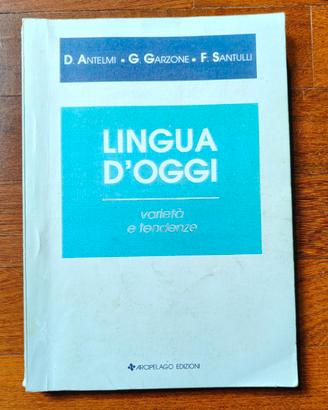 D. ANTELMI • G. GARZONE • F. SANTULLI
LINGUA
D'OGGI
varietà
e tendenze
ARCIPELAGO EDIZIONI